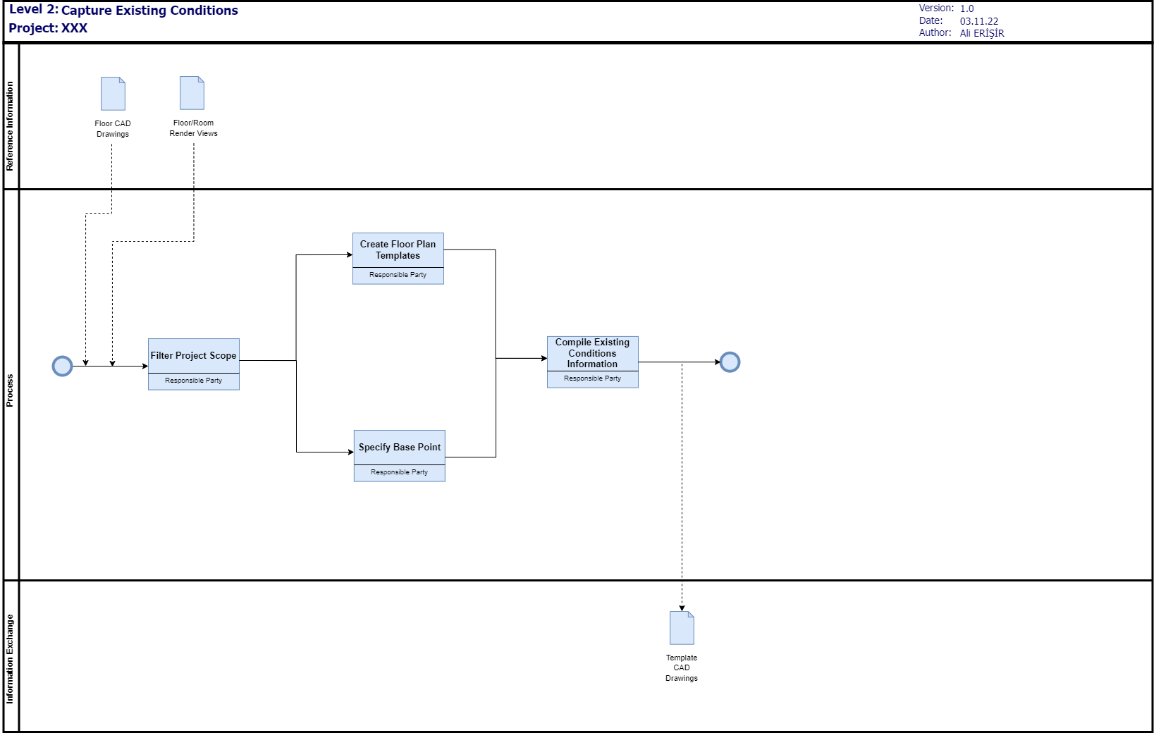 Level 2: Capture Existing Conditions
Project: XXX
Version: 1.0
Date: 03.11.22
Author: Ali ERİŞİR
Reference Information
Floor CAD
Drawings
Floor/Room
Render Views
Process
Create Floor Plan
Templates
Responsible Party
Filter Project Scope
Responsible Party
Compile Existing
Conditions
Information
Responsible Party
Specify Base Point
Responsible Party
Information Exchange
Template
CAD
Drawings